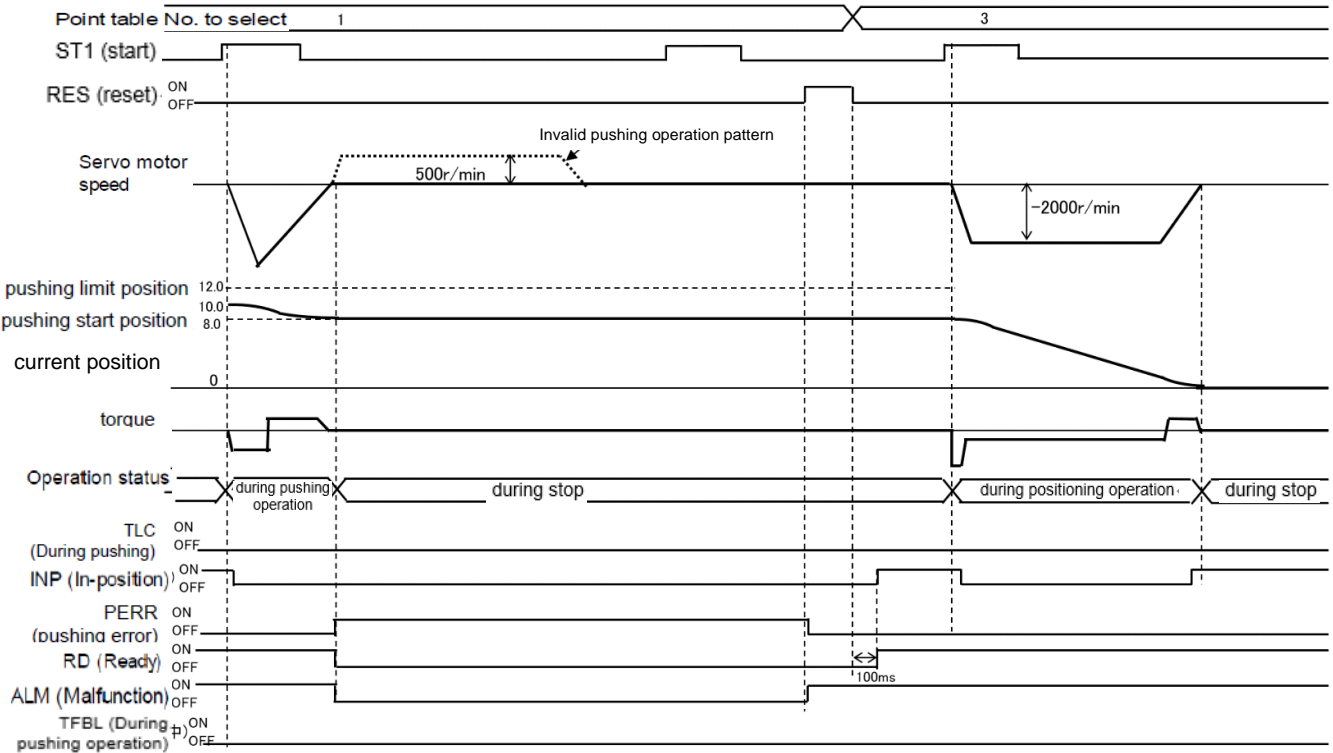 Point table No. to select 1 3
ST1 (start)
RES (reset) ON
OFF
Invalid pushing operation pattern
Servo motor
speed
500r/min
-2000r/min
pushing limit position 12.0
10.0
pushing start position 8.0
current position
0
torque
Operation status
during pushing
operation
during stop
during positioning operation
during stop
TLC ON
(During pushing) OFF
INP (In-position) ) ON
OFF
PERR ON
(pushing error) OFF
RD (Ready) ON
OFF
100ms
ALM (Malfunction) ON
OFF
TFBL (During 中) ON
pushing operation) OFF